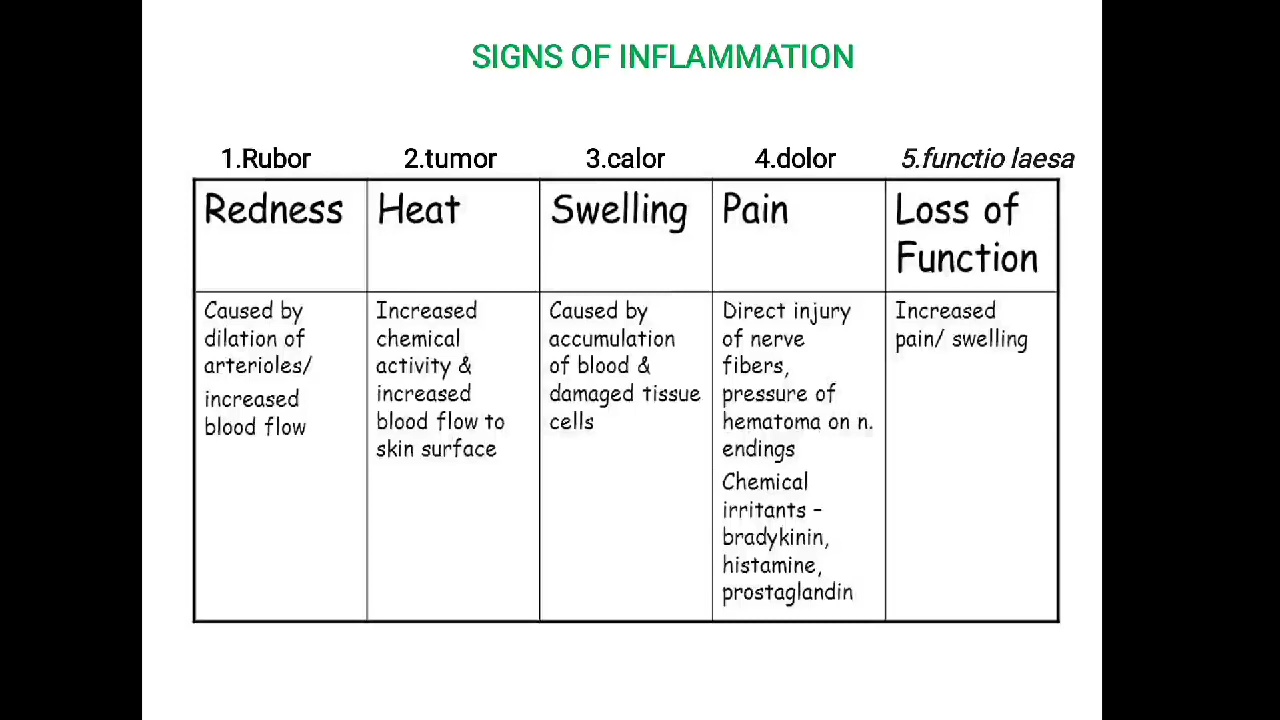 SIGNS OF INFLAMMATION
1.Rubor
2.tumor
3.calor
4.dolor
5.functio laesa
Redness
Heat
Swelling
Pain
Loss of
Function
Caused by
dilation of
arterioles/
increased
blood flow
Increased
chemical
activity &
increased
blood flow to
skin surface
Caused by
accumulation
of blood &
damaged tissue
cells
Direct injury
of nerve
fibers,
pressure of
hematoma on n.
endings
Chemical
irritants –
bradykinin,
histamine,
prostaglandin
Increased
pain/ swelling